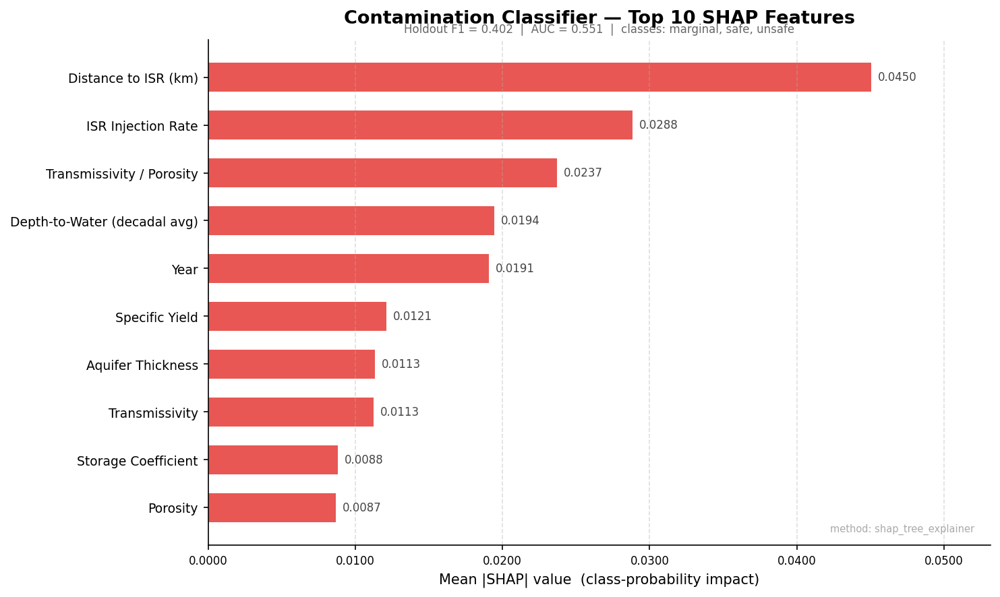 Contamination Classifier — Top 10 SHAP Features
Holdout F1 = 0.402 | AUC = 0.551 | classes: marginal, safe, unsafe
Distance to ISR (km) 0.0450
ISR Injection Rate 0.0288
Transmissivity / Porosity 0.0237
Depth-to-Water (decadal avg) 0.0194
Year 0.0191
Specific Yield 0.0121
Aquifer Thickness 0.0113
Transmissivity 0.0113
Storage Coefficient 0.0088
Porosity 0.0087
method: shap_tree_explainer
0.0000 0.0100 0.0200 0.0300 0.0400 0.0500
Mean |SHAP| value (class-probability impact)